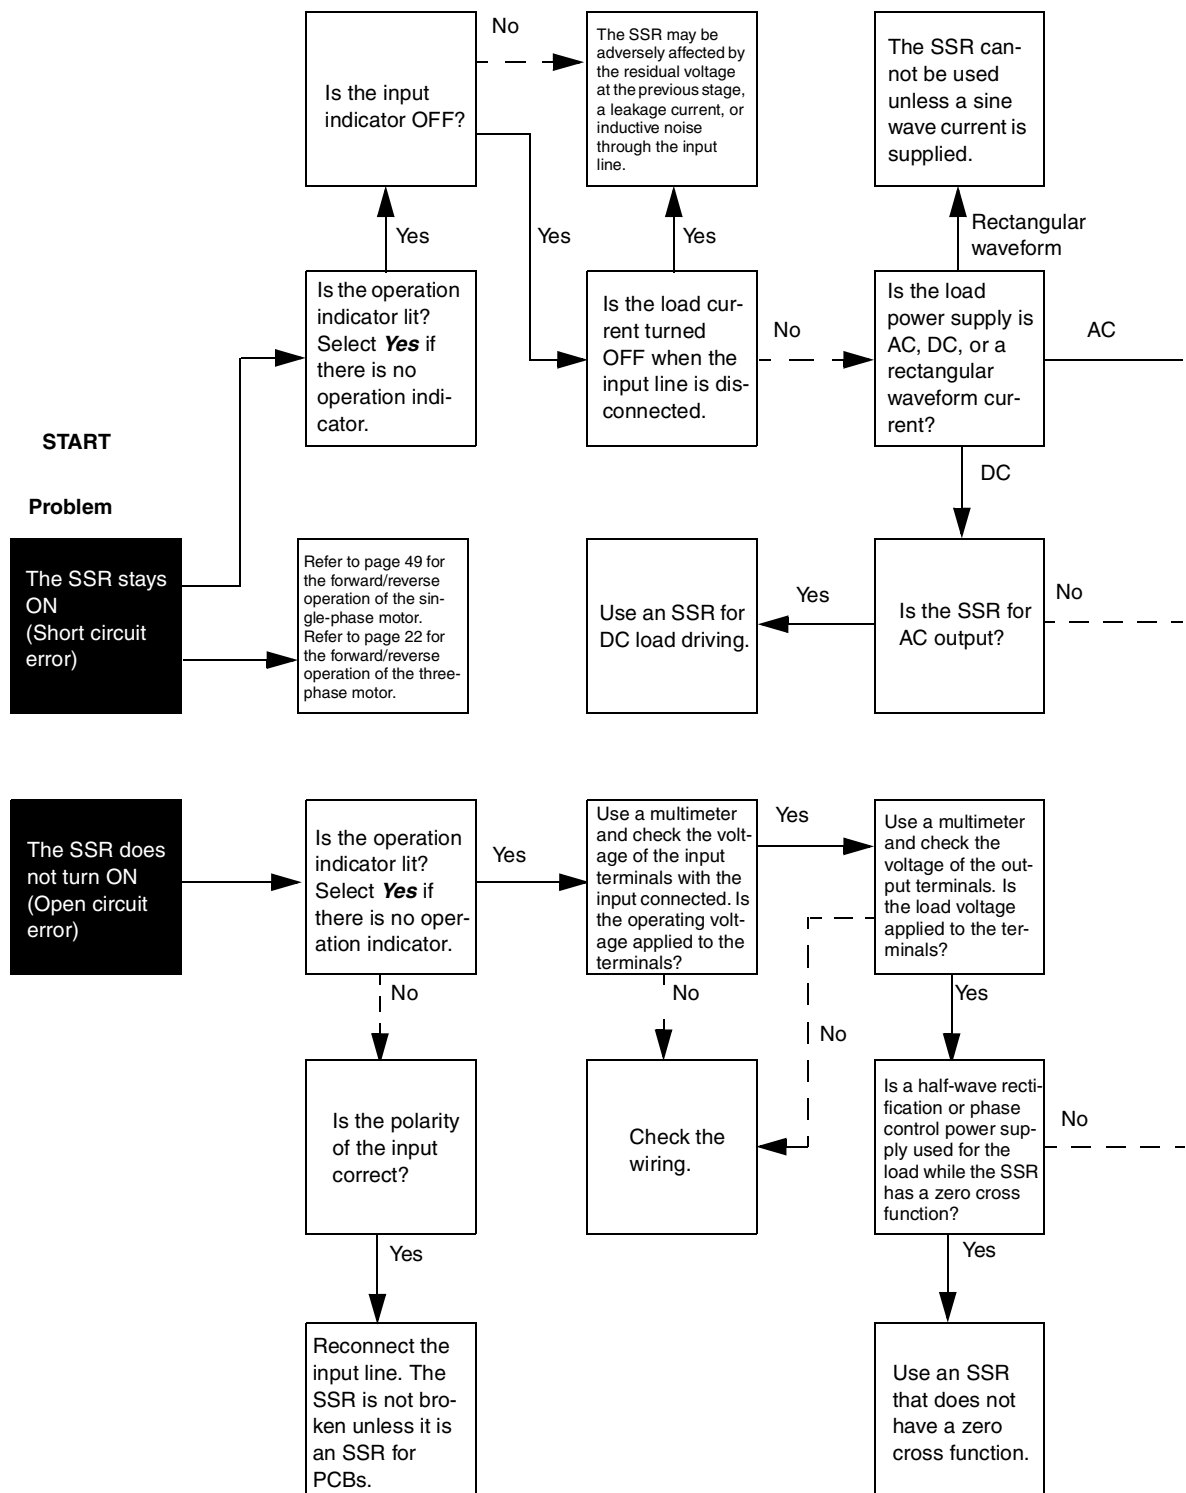 No
Is the input
indicator OFF?
The SSR may be
adversely affected by
the residual voltage
at the previous stage,
a leakage current, or
inductive noise
through the input
line.
The SSR can-
not be used
unless a sine
wave current is
supplied.
Yes
Yes
Yes
Rectangular
waveform
Is the operation
indicator lit?
Select Yes if
there is no
operation indi-
cator.
Is the load cur-
rent turned
OFF when the
input line is dis-
connected.
No
Is the load
power supply is
AC, DC, or a
rectangular
waveform cur-
rent?
AC
START
DC
Problem
The SSR stays
ON
(Short circuit
error)
Refer to page 49 for
the forward/reverse
operation of the sin-
gle-phase motor.
Refer to page 22 for
the forward/reverse
operation of the three-
phase motor.
Use an SSR for
DC load driving.
Yes
Is the SSR for
AC output?
No
The SSR does
not turn ON
(Open circuit
error)
Is the operation
indicator lit?
Select Yes if
there is no oper-
ation indicator.
Yes
Use a multimeter
and check the volt-
age of the input
terminals with the
input connected. Is
the operating volt-
age applied to the
terminals?
Yes
Use a multimeter
and check the
voltage of the out-
put terminals. Is
the load voltage
applied to the ter-
minals?
No
No
Yes
No
Is the polarity
of the input
correct?
Check the
wiring.
Is a half-wave recti-
fication or phase
control power sup-
ply used for the
load while the SSR
has a zero cross
function?
No
Yes
Yes
Reconnect the
input line. The
SSR is not bro-
ken unless it is
an SSR for
PCBs.
Use an SSR
that does not
have a zero
cross function.